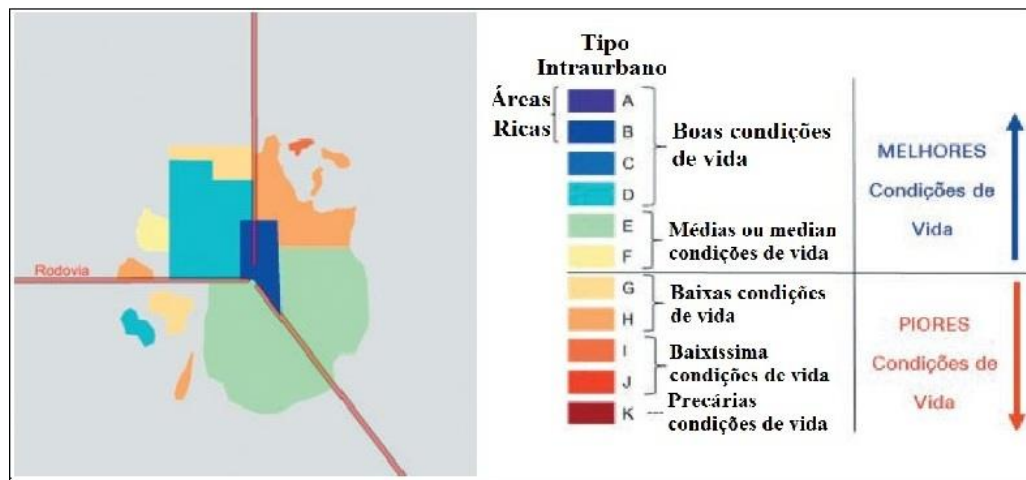 Rodovia
Tipo
Intraurbano
Áreas
Ricas
A
B
C
D
E
F
G
H
I
J
K
Boas condições
de vida
Médias ou median
condições de vida
Baixas condições
de vida
Baixíssima
condições de vida
Precárias
condições de vida
MELHORES
Condições de
Vida
PIORES
Condições de
Vida